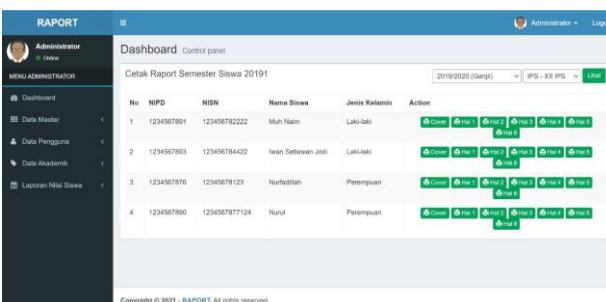 RAPORT
Administrator
Logo
Administrator
Online
Dashboard Control panel
MENU ADMINISTRATOR
Cetak Raport Semester Siswa 20191
2019/2020 (Ganjil)
IPS - XII IPS
Lihat
Dashboard
Data Master
Data Pengguna
Data Akademik
Laporan Nilai Siswa
No NIPD NISN Nama Siswa Jenis Kelamin Action
1 1234567891 123456782222 Muh Naim Laki-laki Cover Hal 1 Hal 2 Hal 3 Hal 4 Hal 5
Hal 6
2 1234567893 123456784422 Iwan Setiawan Jodi Laki-laki Cover Hal 1 Hal 2 Hal 3 Hal 4 Hal 5
Hal 6
3 1234567876 12345678123 Nurfadillah Perempuan Cover Hal 1 Hal 2 Hal 3 Hal 4 Hal 5
Hal 6
4 1234567890 1234567877124 Nurul Perempuan Cover Hal 1 Hal 2 Hal 3 Hal 4 Hal 5
Hal 6
Copyright © 2021 - RAPORT. All rights reserved.